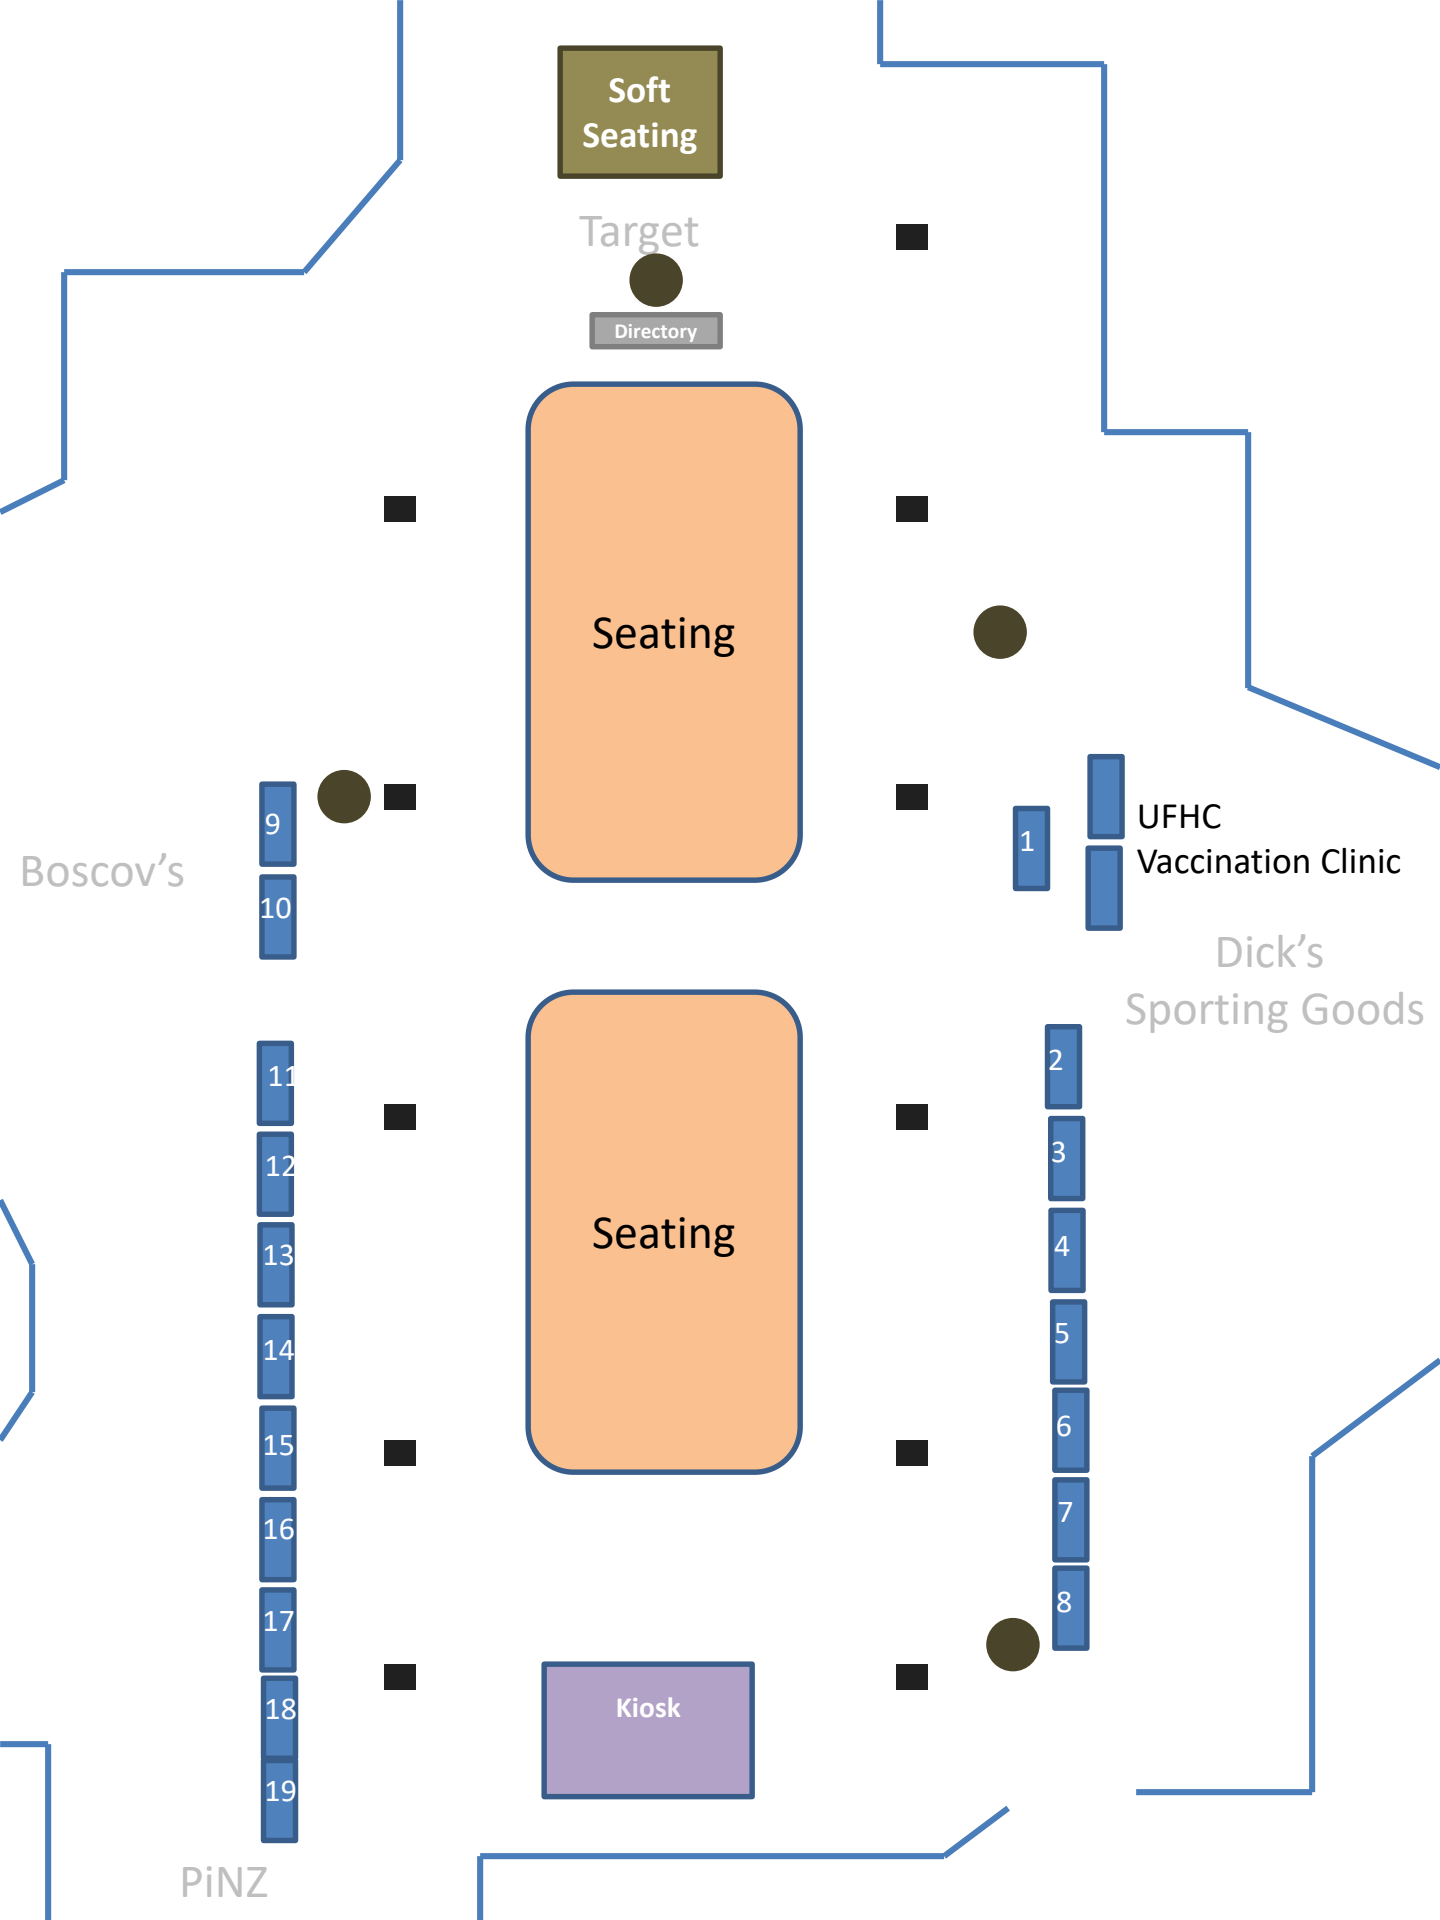 Soft
Seating
Target
Directory
Seating
9
10
Boscov's
1
UFHC
Vaccination Clinic
Dick's
Sporting Goods
11
12
13
14
15
16
17
18
19
Seating
2
3
4
5
6
7
8
Kiosk
PiNZ